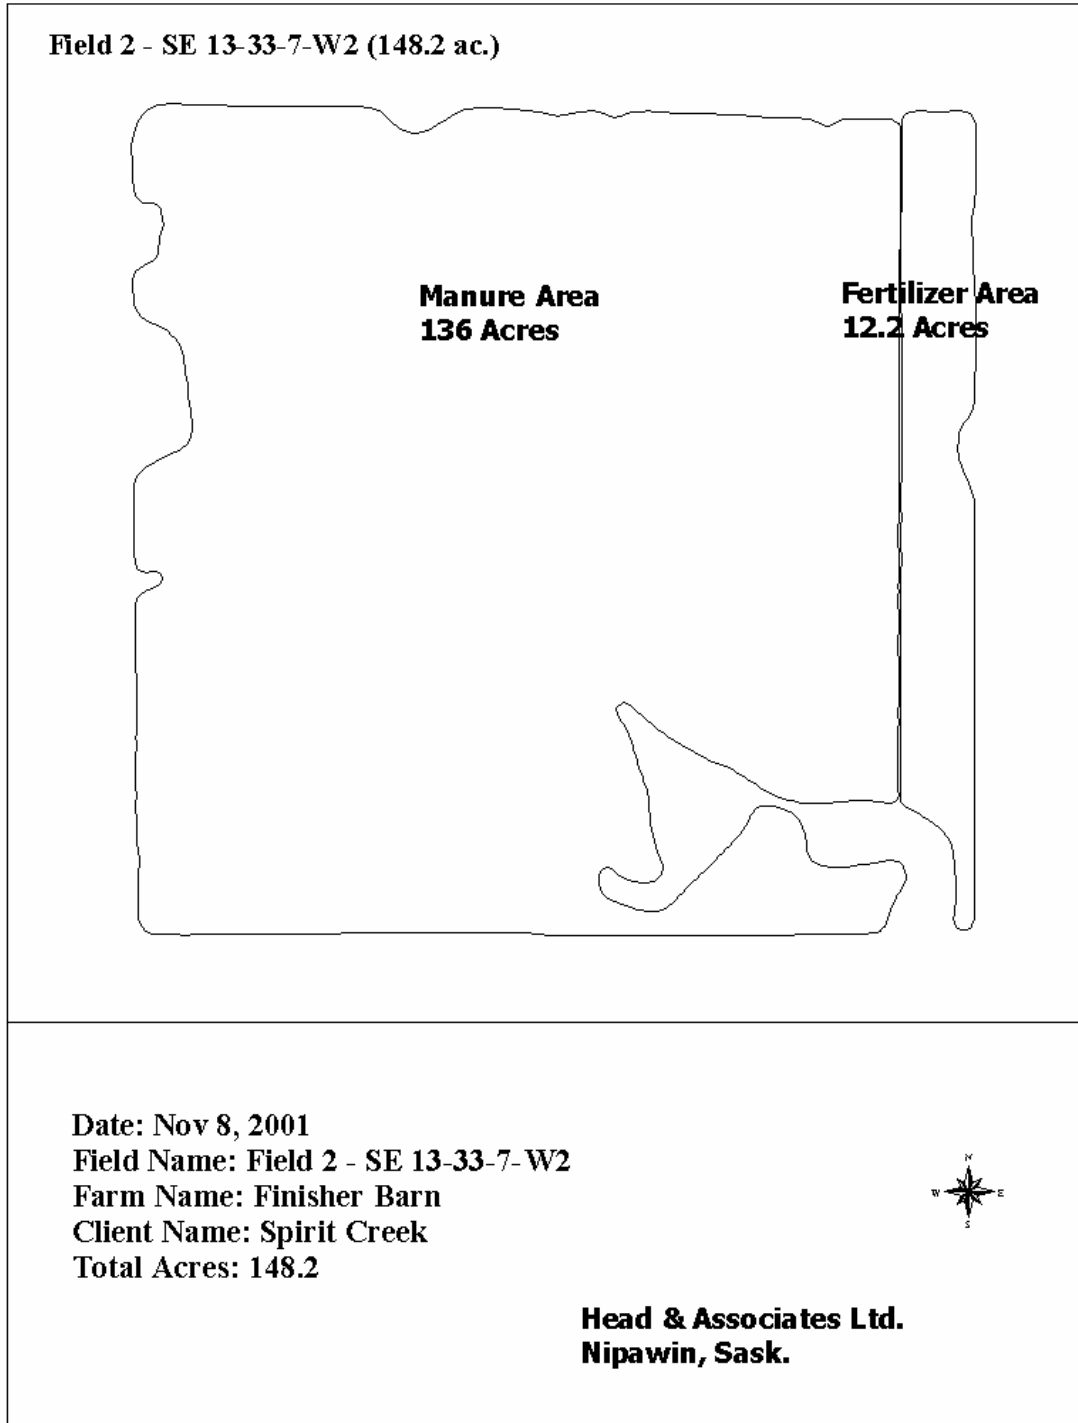 Field 2 - SE 13-33-7-W2 (148.2 ac.)
Manure Area
136 Acres
Fertilizer Area
12.2 Acres
Date: Nov 8, 2001
Field Name: Field 2 - SE 13-33-7-W2
Farm Name: Finisher Barn
Client Name: Spirit Creek
Total Acres: 148.2
N
W E
S
Head & Associates Ltd.
Nipawin, Sask.